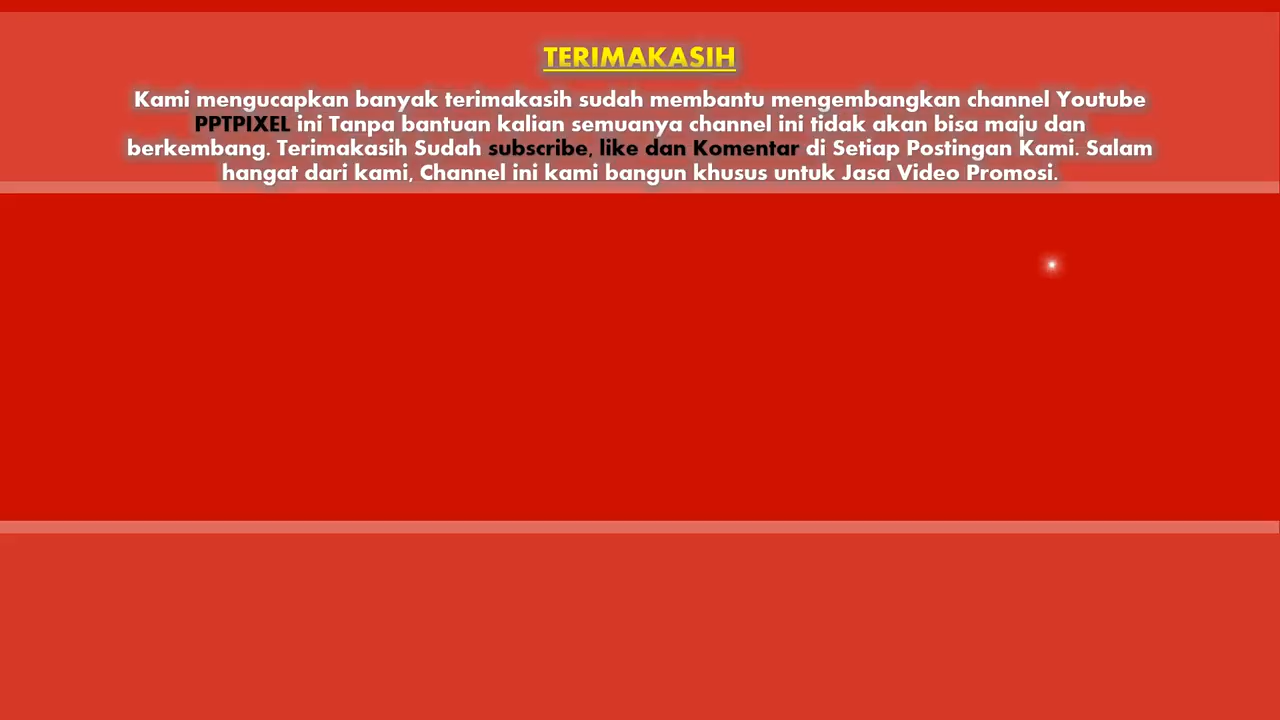 TERIMAKASIH
Kami mengucapkan banyak terimakasih sudah membantu mengembangkan channel Youtube
PPTPIXEL ini Tanpa bantuan kalian semuanya channel ini tidak akan bisa maju dan
berkembang. Terimakasih Sudah subscribe, like dan Komentar di Setiap Postingan Kami. Salam
hangat dari kami, Channel ini kami bangun khusus untuk Jasa Video Promosi.